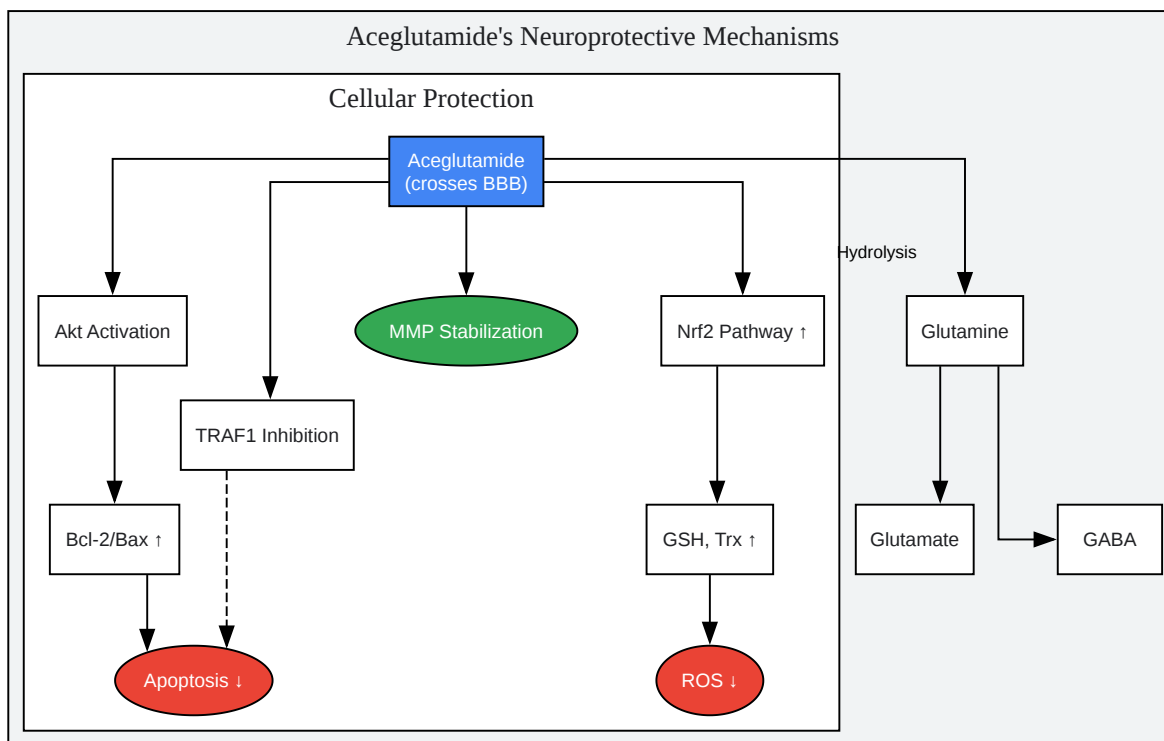 Aceglutamide's Neuroprotective Mechanisms
Cellular Protection
Aceglutamide
(crosses BBB)
Hydrolysis
Akt Activation
MMP Stabilization
Nrf2 Pathway ↑
Glutamine
TRAF1 Inhibition
Bcl-2/Bax ↑
GSH, Trx ↑
Glutamate
GABA
Apoptosis ↓
ROS ↓